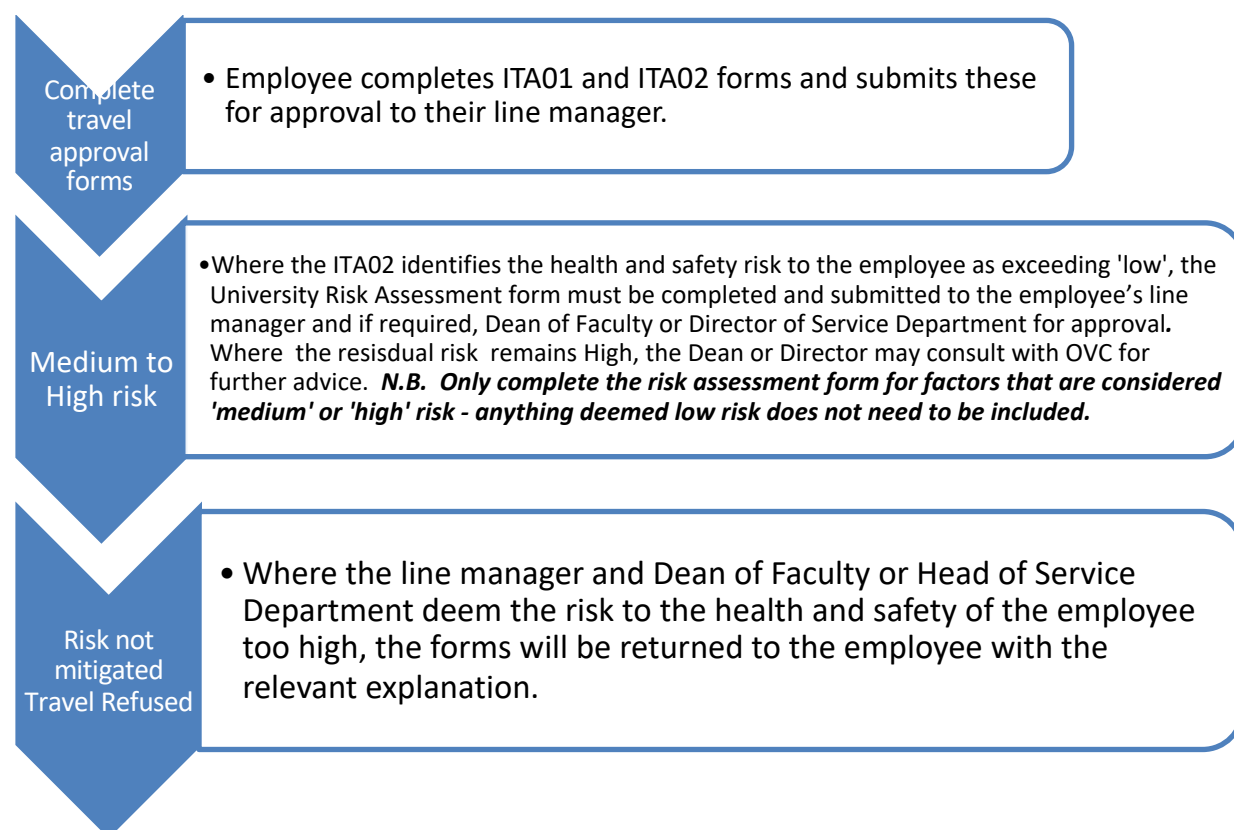 Complete
travel
approval
forms
• Employee completes ITA01 and ITA02 forms and submits these
for approval to their line manager.
Medium to
High risk
•Where the ITA02 identifies the health and safety risk to the employee as exceeding 'low', the
University Risk Assessment form must be completed and submitted to the employee’s line
manager and if required, Dean of Faculty or Director of Service Department for approval.
Where the resisdual risk remains High, the Dean or Director may consult with OVC for
further advice. N.B. Only complete the risk assessment form for factors that are considered
'medium' or 'high' risk - anything deemed low risk does not need to be included.
Risk not
mitigated
Travel Refused
• Where the line manager and Dean of Faculty or Head of Service
Department deem the risk to the health and safety of the employee
too high, the forms will be returned to the employee with the
relevant explanation.